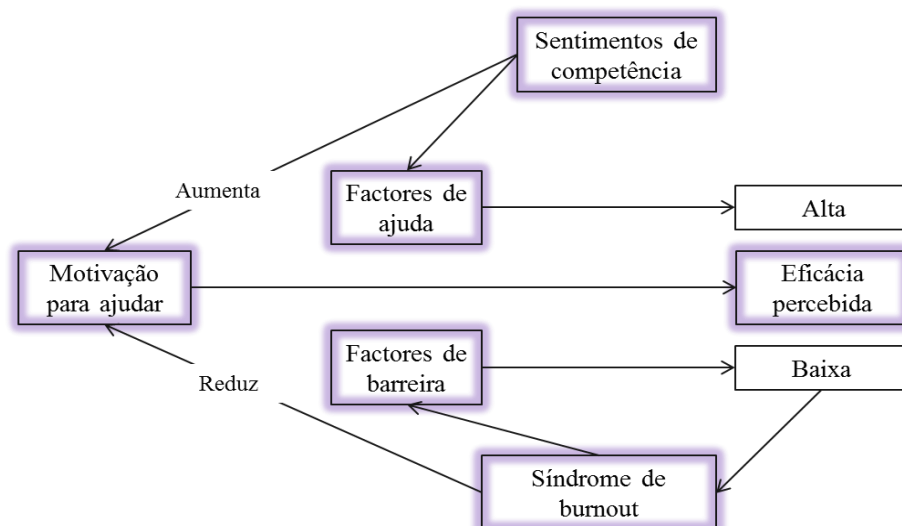 Sentimentos de
competência
Aumenta
Factores de
ajuda
Alta
Motivação
para ajudar
Eficácia
percebida
Factores de
barreira
Baixa
Reduz
Síndrome de
burnout